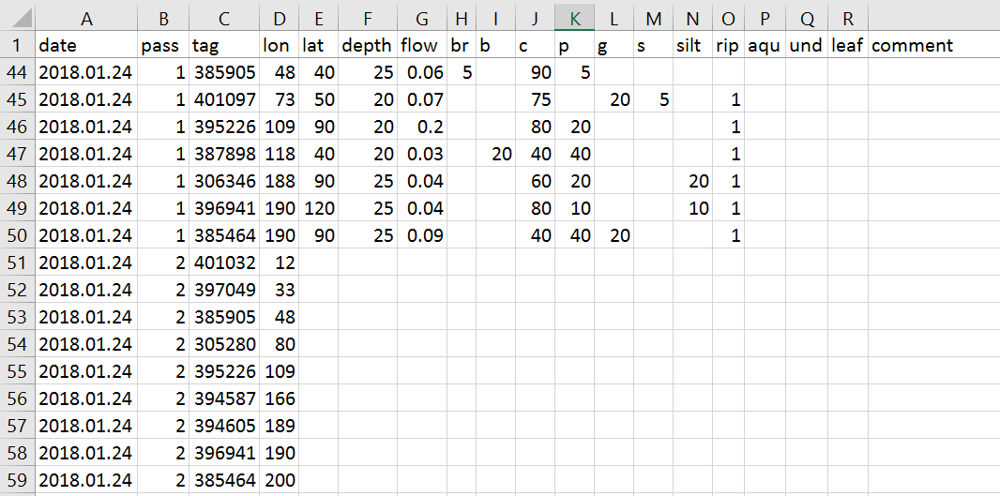 A B C D E F G H I J K L M N O P Q R
1 date pass tag lon lat depth flow br b c p g s silt rip aqu und leaf comment
44 2018.01.24 1 385905 48 40 25 0.06 5 90 5
45 2018.01.24 1 401097 73 50 20 0.07 75 20 5 1
46 2018.01.24 1 395226 109 90 20 0.2 80 20 1
47 2018.01.24 1 387898 118 40 20 0.03 20 40 40 1
48 2018.01.24 1 306346 188 90 25 0.04 60 20 20 1
49 2018.01.24 1 396941 190 120 25 0.04 80 10 10 1
50 2018.01.24 1 385464 190 90 25 0.09 40 40 20 1
51 2018.01.24 2 401032 12
52 2018.01.24 2 397049 33
53 2018.01.24 2 385905 48
54 2018.01.24 2 305280 80
55 2018.01.24 2 395226 109
56 2018.01.24 2 394587 166
57 2018.01.24 2 394605 189
58 2018.01.24 2 396941 190
59 2018.01.24 2 385464 200